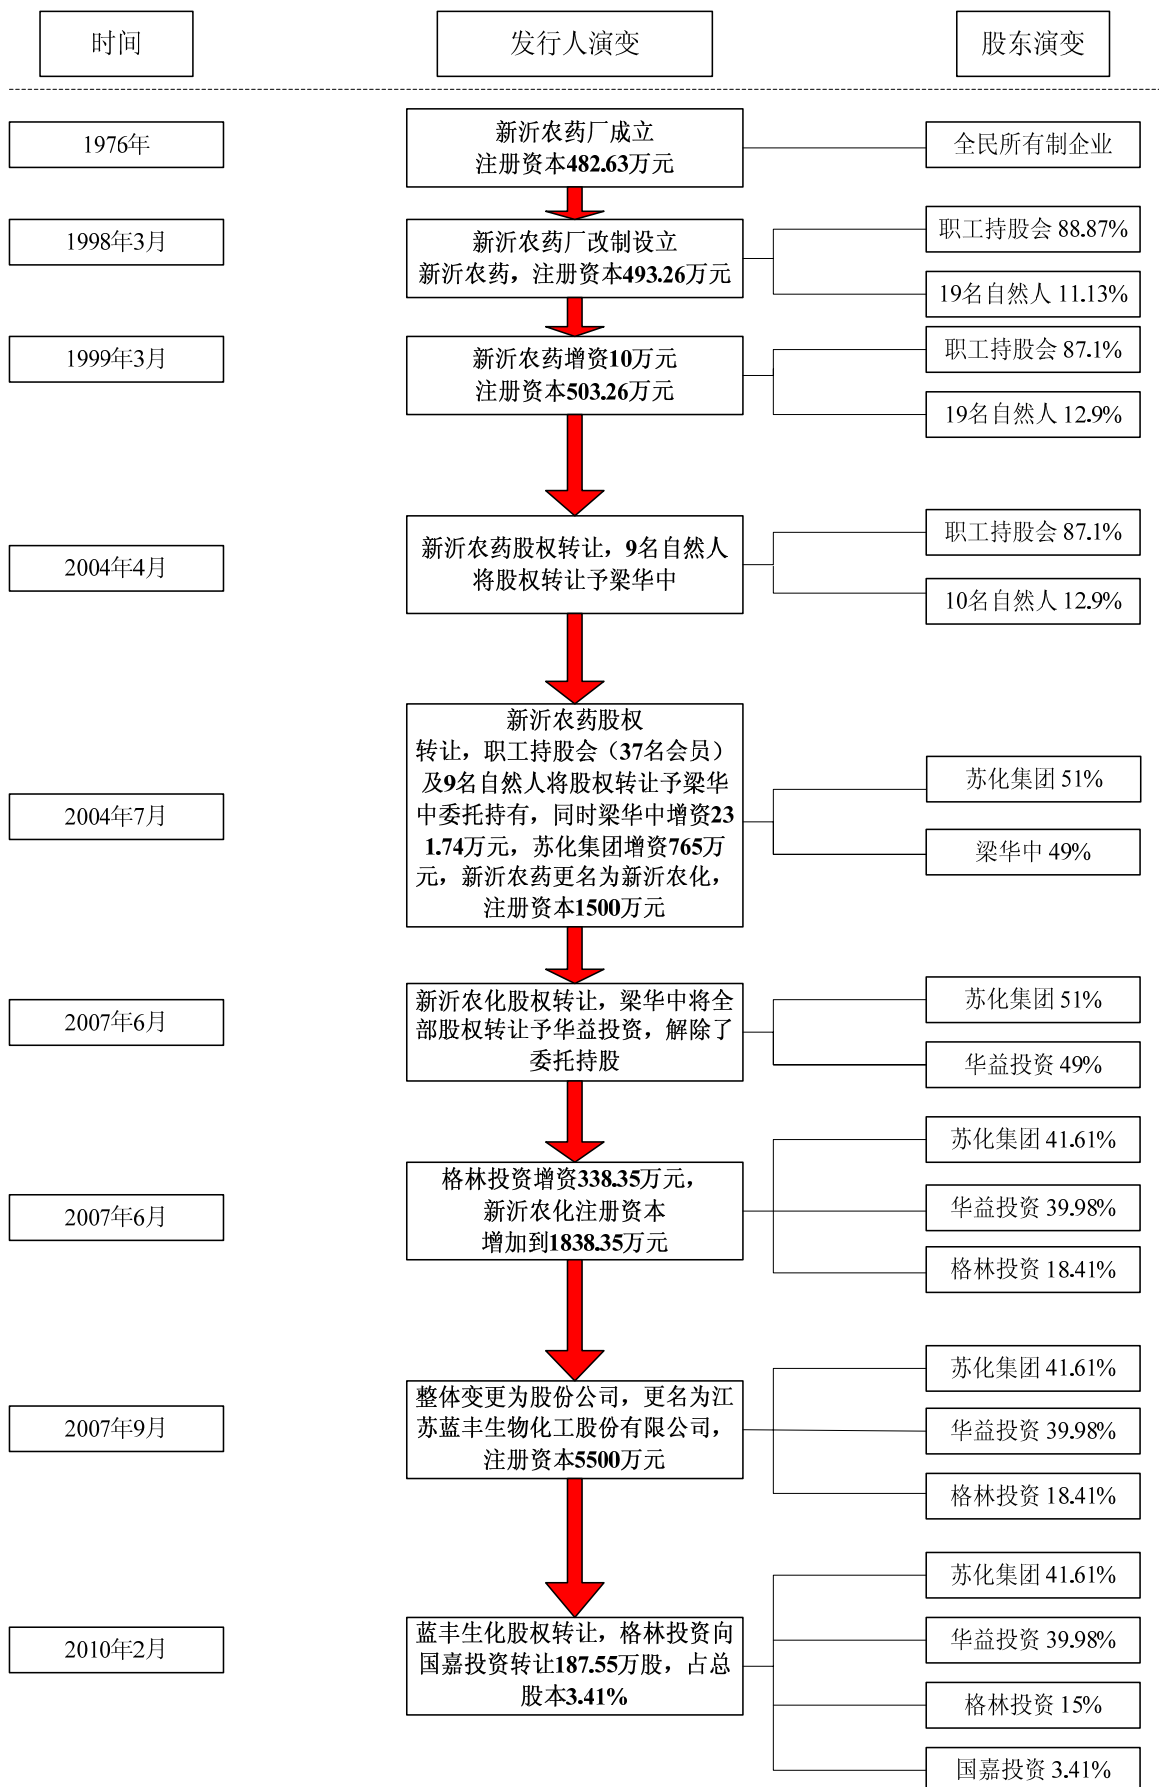 时间
发行人演变
股东演变
1976年
新沂农药厂成立
注册资本482.63万元
全民所有制企业
1998年3月
新沂农药厂改制设立
新沂农药，注册资本493.26万元
职工持股会 88.87%
19名自然人 11.13%
1999年3月
新沂农药增资10万元
注册资本503.26万元
职工持股会 87.1%
19名自然人 12.9%
2004年4月
新沂农药股权转让，9名自然人
将股权转让予梁华中
职工持股会 87.1%
10名自然人 12.9%
2004年7月
新沂农药股权
转让，职工持股会（37名会员）
及9名自然人将股权转让予梁华
中委托持有，同时梁华中增资23
1.74万元，苏化集团增资765万
元，新沂农药更名为新沂农化，
注册资本1500万元
苏化集团 51%
梁华中 49%
2007年6月
新沂农化股权转让，梁华中将全
部股权转让予华益投资，解除了
委托持股
苏化集团 51%
华益投资 49%
2007年6月
格林投资增资338.35万元，
新沂农化注册资本
增加到1838.35万元
苏化集团 41.61%
华益投资 39.98%
格林投资 18.41%
2007年9月
整体变更为股份公司，更名为江
苏蓝丰生物化工股份有限公司，
注册资本5500万元
苏化集团 41.61%
华益投资 39.98%
格林投资 18.41%
2010年2月
蓝丰生化股权转让，格林投资向
国嘉投资转让187.55万股，占总
股本3.41%
苏化集团 41.61%
华益投资 39.98%
格林投资 15%
国嘉投资 3.41%